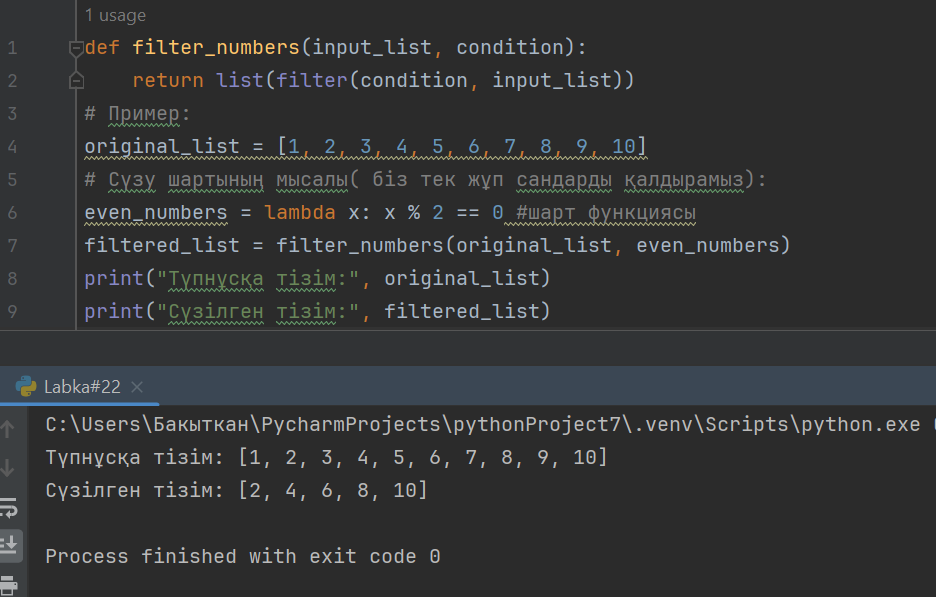 1 usage
1 def filter_numbers(input_list, condition):
2     return list(filter(condition, input_list))
3 # Пример:
4 original_list = [1, 2, 3, 4, 5, 6, 7, 8, 9, 10]
5 # Сүзу шартының мысалы( біз тек жұп сандарды қалдырамыз):
6 even_numbers = lambda x: x % 2 == 0 #шарт функциясы
7 filtered_list = filter_numbers(original_list, even_numbers)
8 print("Түпнұсқа тізім:", original_list)
9 print("Сүзілген тізім:", filtered_list)
Labka#22
C:\Users\Бакыткан\PycharmProjects\pythonProject7\.venv\Scripts\python.exe
Түпнұсқа тізім: [1, 2, 3, 4, 5, 6, 7, 8, 9, 10]
Сүзілген тізім: [2, 4, 6, 8, 10]
Process finished with exit code 0